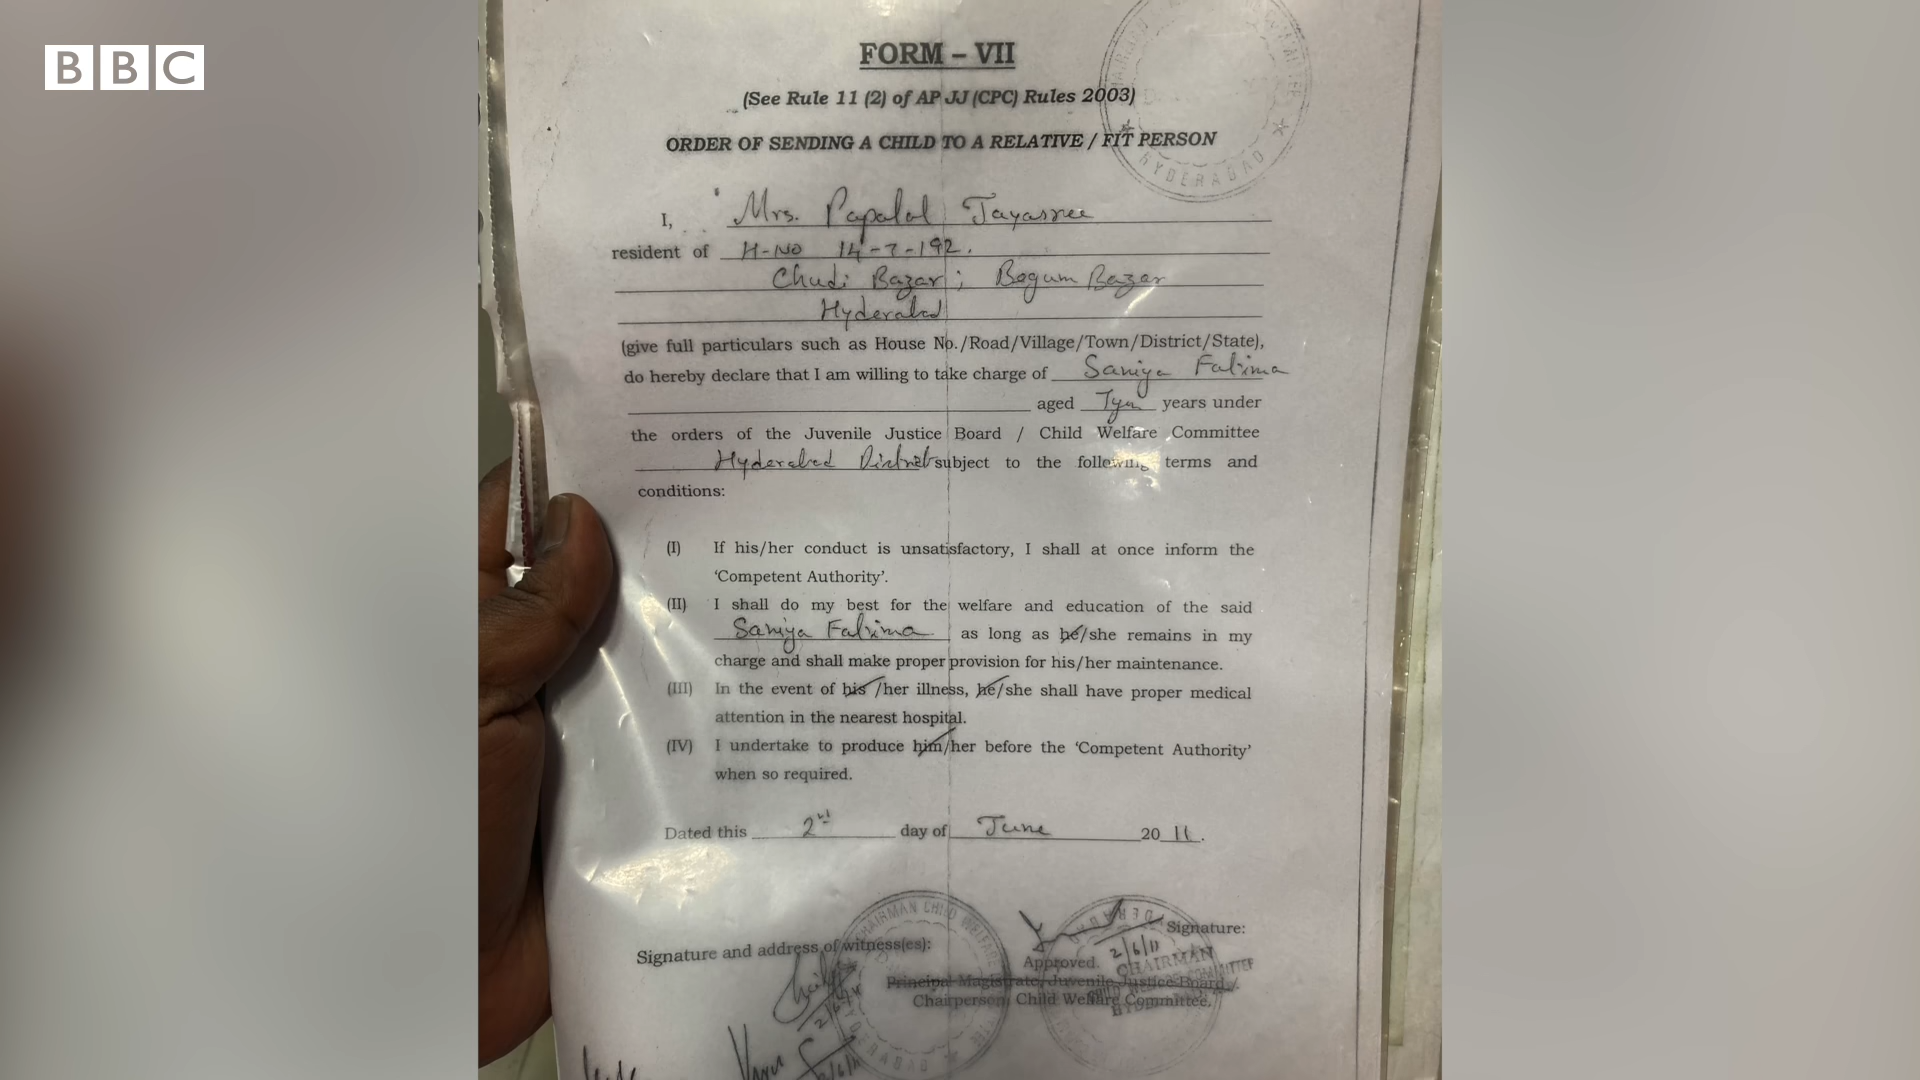 BBC
FORM – VII
(See Rule 11 (2) of AP JJ (CPC) Rules 2003)
ORDER OF SENDING A CHILD TO A RELATIVE / FIT PERSON
HYDERABAD
I, Mrs. Papalal Jayasree
resident of H-NO 14-7-192.
Chudi Bazar; Begum Bazar
Hyderabad
(give full particulars such as House No./Road/Village/Town/District/State),
do hereby declare that I am willing to take charge of Saniya Fatima
aged 7yrs years under
the orders of the Juvenile Justice Board / Child Welfare Committee
Hyderabad District subject to the following terms and
conditions:
(I) If his/her conduct is unsatisfactory, I shall at once inform the
‘Competent Authority’.
(II) I shall do my best for the welfare and education of the said
Saniya Fatima as long as he/she remains in my
charge and shall make proper provision for his/her maintenance.
(III) In the event of his /her illness, he/she shall have proper medical
attention in the nearest hospital.
(IV) I undertake to produce him/her before the ‘Competent Authority’
when so required.
Dated this 2nd day of June 20 11.
Signature:
Signature and address of witness(es):
2/6/11
Approved. CHAIRMAN
Principal Magistrate, Juvenile Justice Board/
Chairperson, Child Welfare Committee.